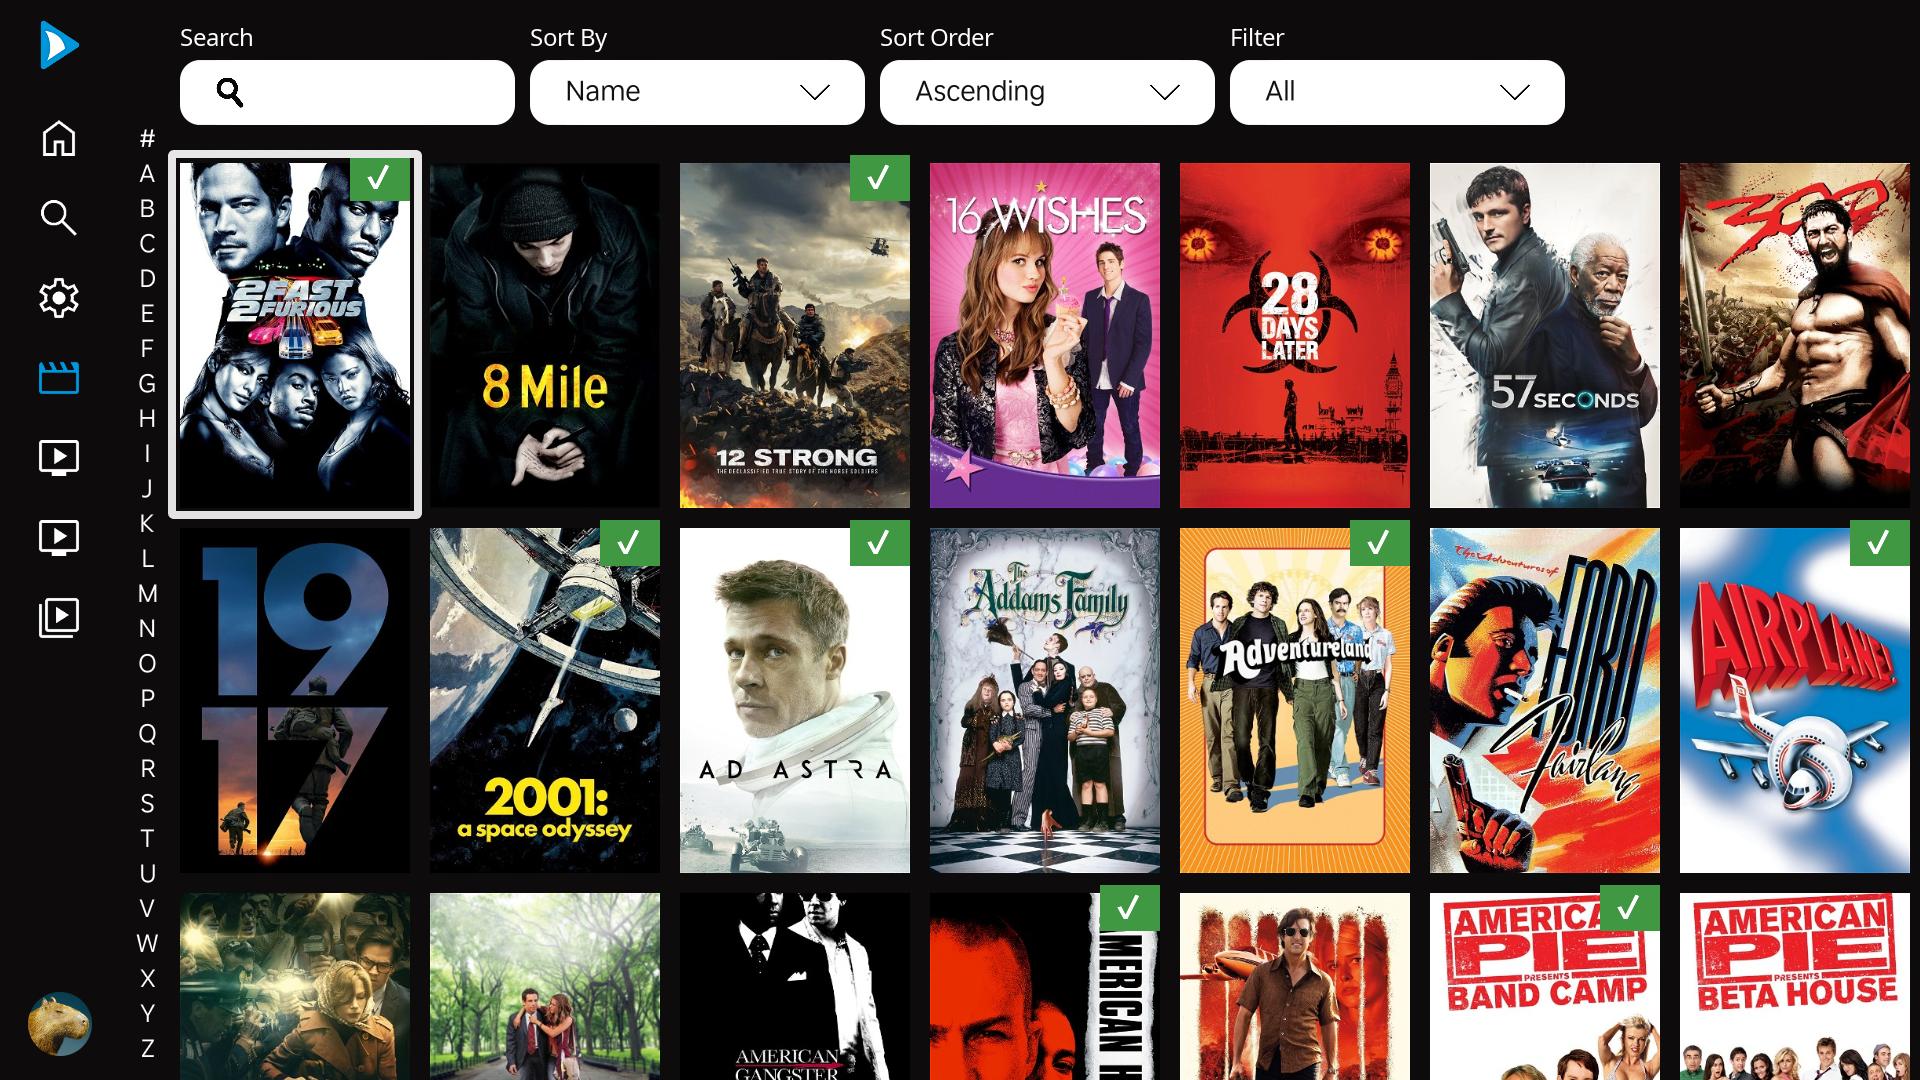 Search
Sort By
Sort Order
Filter
Name
Ascending
All
#
A
B
C
D
E
F
G
H
I
J
K
L
M
N
O
P
Q
R
S
T
U
V
W
X
Y
Z
2 FAST
2 FURIOUS
8 Mile
12 STRONG
THE DECLASSIFIED TRUE STORY OF THE HORSE SOLDIERS
16 WISHES
28
DAYS
LATER
57 SECONDS
300
19
17
2001:
a space odyssey
AD ASTRA
The
Addams Family
Adventureland
The Adventures of
FORD
Fairlane
AIRPLANE!
AMERICAN
GANGSTER
MERICAN H
AMERICA
PIE
PRESENTS
BAND CAMP
AMERICAN
PIE
PRESENTS
BETA HOUSE